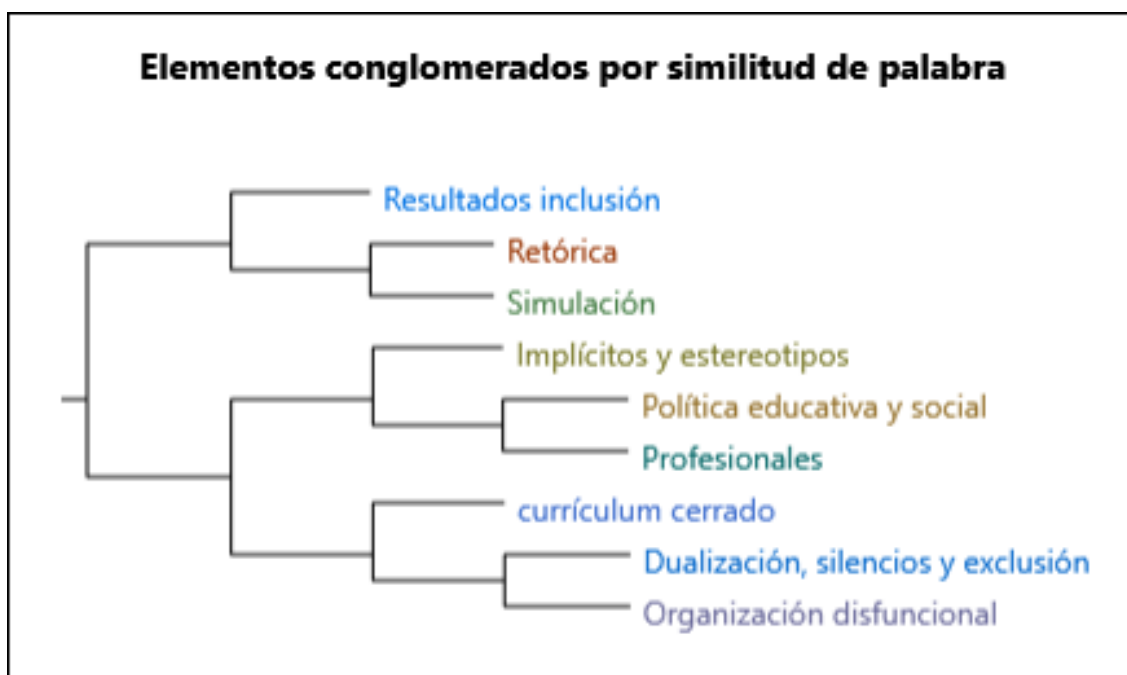 Elementos conglomerados por similitud de palabra
Resultados inclusión
Retórica
Simulación
Implícitos y estereotipos
Política educativa y social
Profesionales
currículum cerrado
Dualización, silencios y exclusión
Organización disfuncional